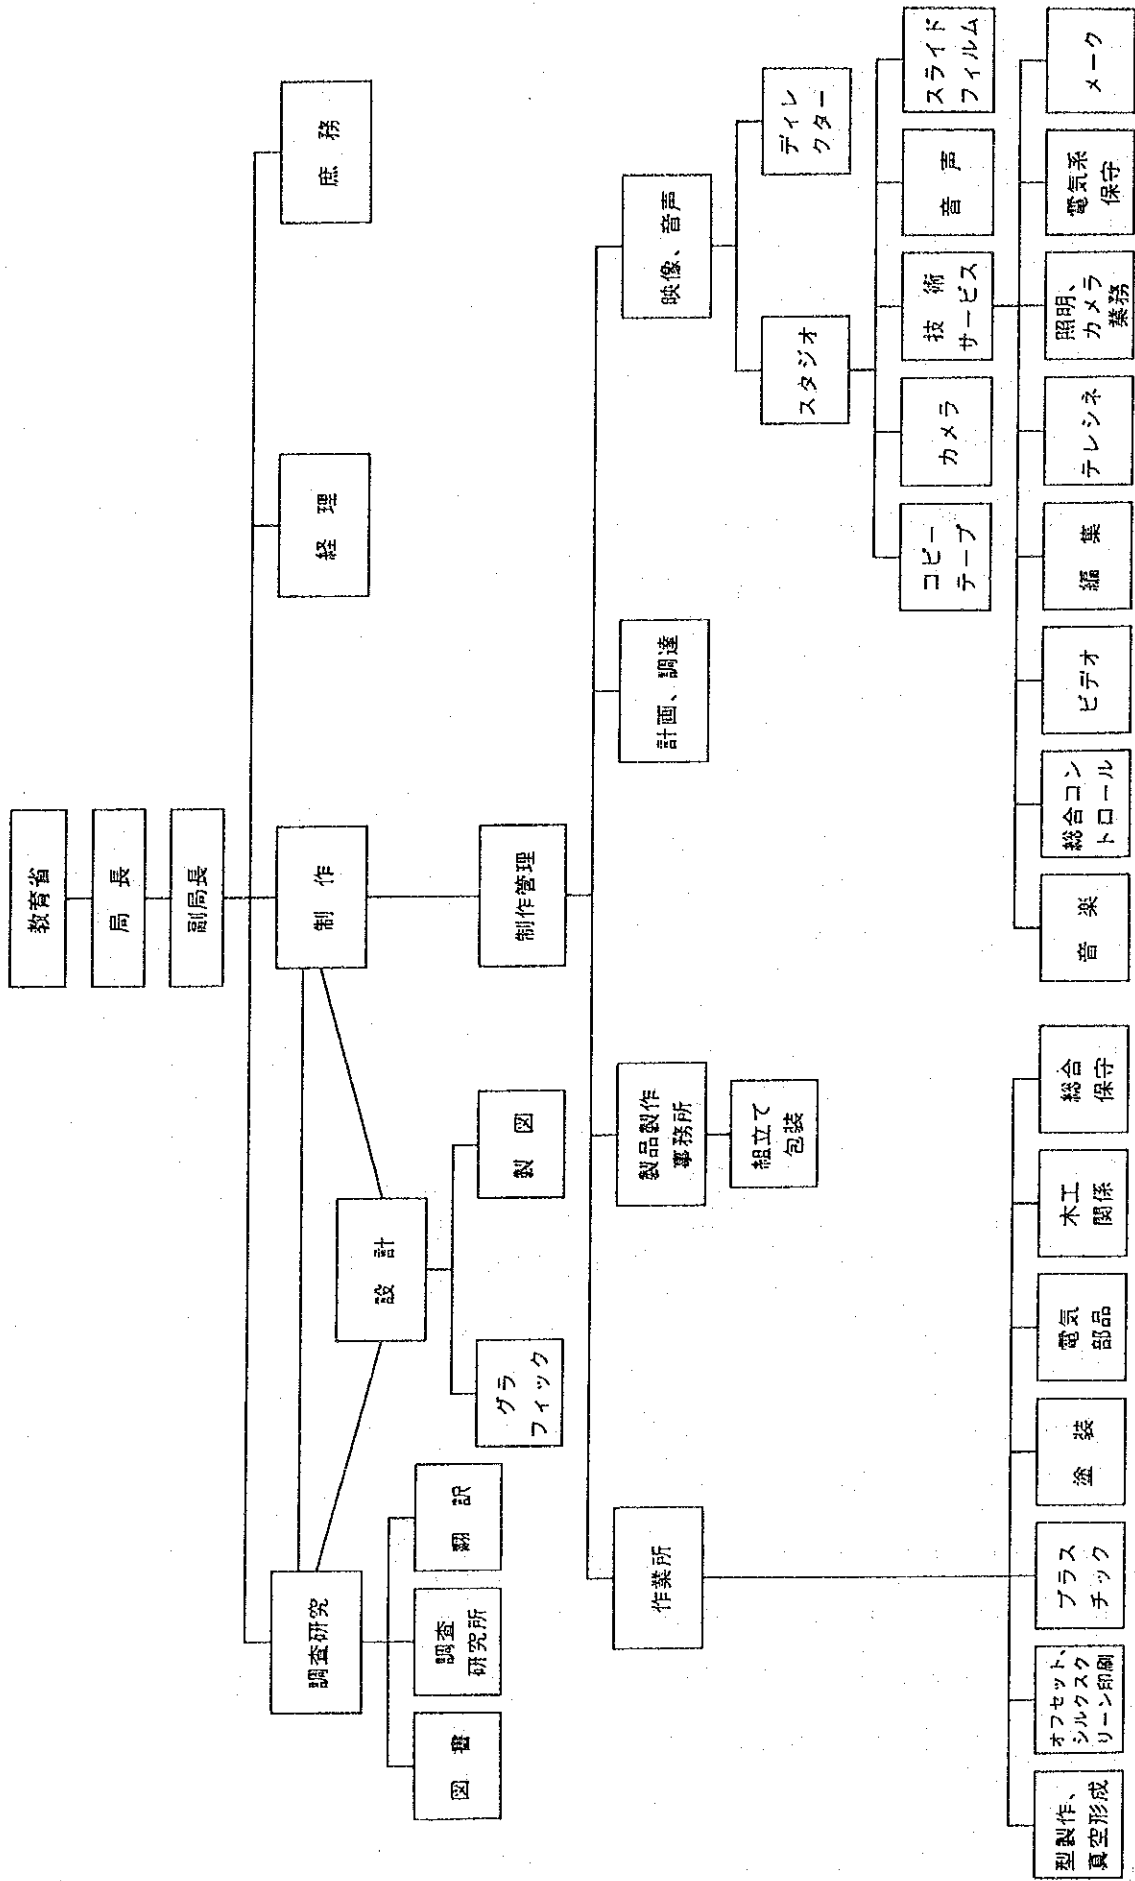 教育省
局 長
副局長
調査研究
制 作
経 理
庶 務
設 計
図 書
調査
研究所
翻 訳
グラ
フィック
製 図
制作管理
作業所
製品製作
事務所
計画、調達
映像、音声
組立て
包装
スタジオ
ディレ
クター
コピー
テープ
カメラ
技 術
サービス
音 声
スライド
フィルム
型製作、
真空形成
オフセット、
シルクスク
リーン印刷
プラス
チック
塗 装
電気
部品
木工
関係
総合
保守
音 楽
総合コン
トロール
ビデオ
編 集
テレシネ
照明、
カメラ
業務
電気系
保守
メーク